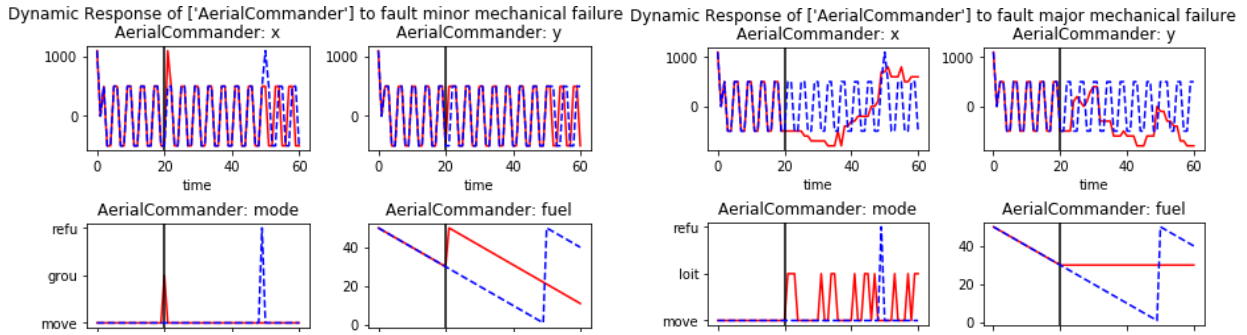 Dynamic Response of ['AerialCommander'] to fault minor mechanical failure
AerialCommander: x
AerialCommander: y
1000
0
0 20 40 60
time
0 20 40 60
time
AerialCommander: mode
AerialCommander: fuel
refu
grou
move
40
20
0
Dynamic Response of ['AerialCommander'] to fault major mechanical failure
AerialCommander: x
AerialCommander: y
1000
0
1000
0
0 20 40 60
time
0 20 40 60
time
AerialCommander: mode
AerialCommander: fuel
refu
loit
move
40
20
0